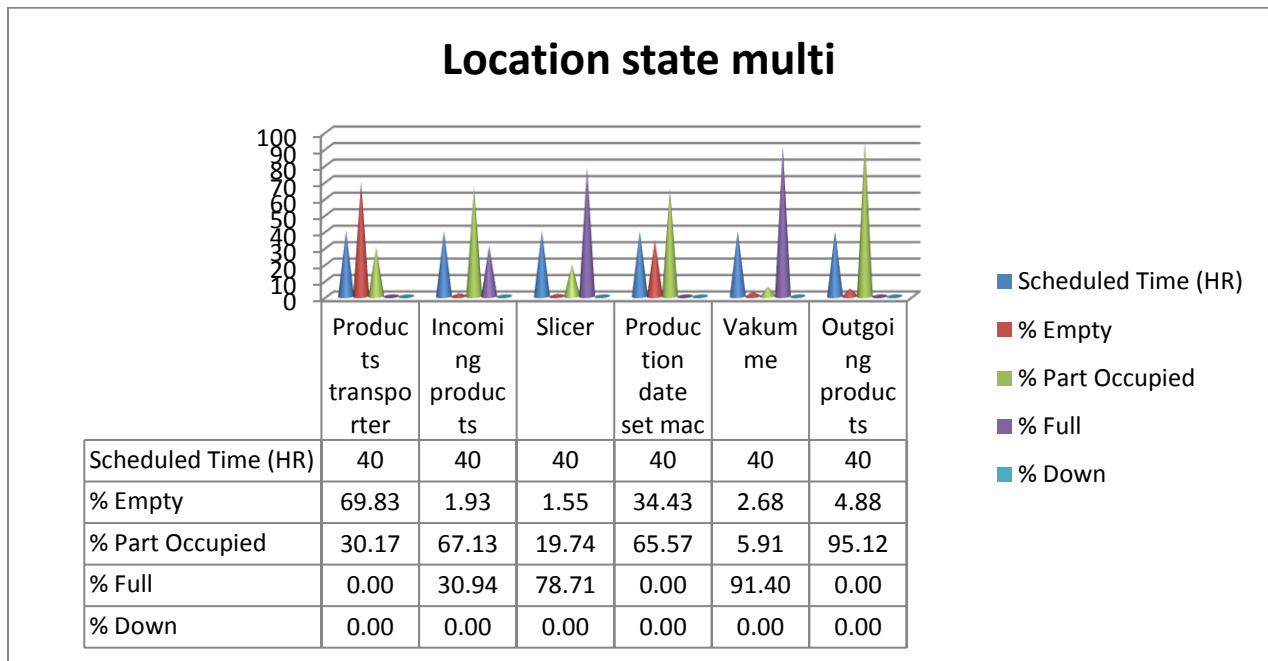 Location state multi
100
90
80
70
60
50
40
30
20
10
0
Produc
ts
transpo
rter
Incomi
ng
produc
ts
Slicer
Produc
tion
date
set mac
Vakum
me
Outgoi
ng
produc
ts
Scheduled Time (HR) 40 40 40 40 40 40
% Empty 69.83 1.93 1.55 34.43 2.68 4.88
% Part Occupied 30.17 67.13 19.74 65.57 5.91 95.12
% Full 0.00 30.94 78.71 0.00 91.40 0.00
% Down 0.00 0.00 0.00 0.00 0.00 0.00
Scheduled Time (HR)
% Empty
% Part Occupied
% Full
% Down